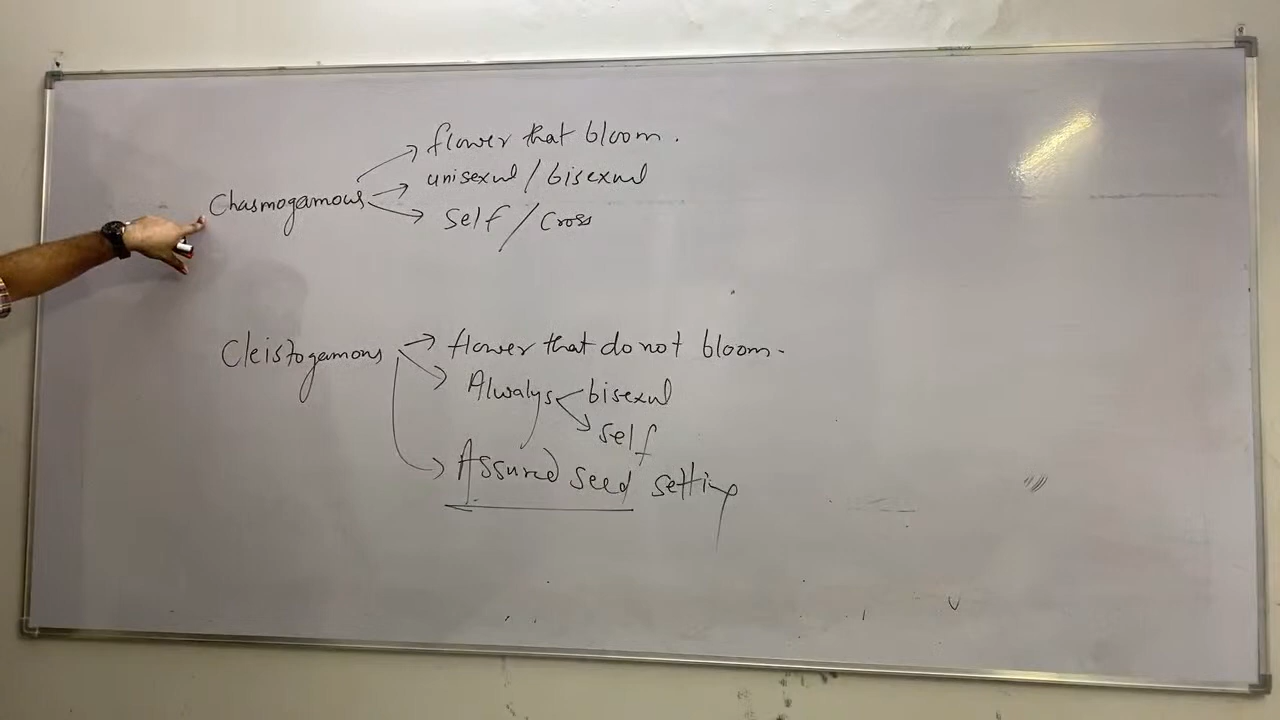 flower that bloom.
Chasmogamous
unisexul / bisexul
Self / Cross
Cleistogamous
flower that do not bloom.
Alwalys
bisexul
self
Assured seed setting